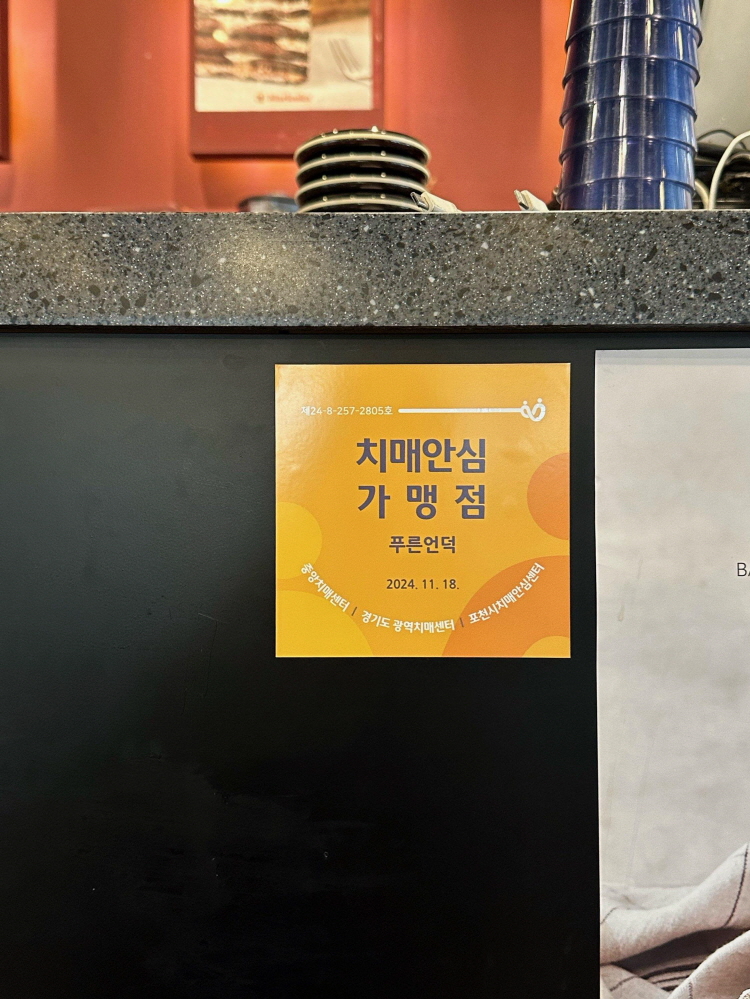 제24-8-257-2805호
치매안심
가맹점
푸른언덕
2024. 11. 18.
중앙치매센터 | 경기도 광역치매센터 | 포천시치매안심센터